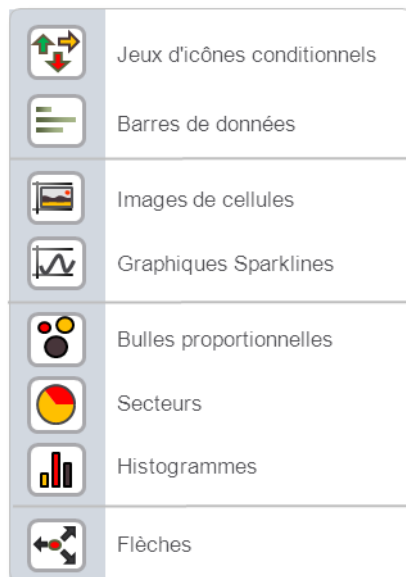 Jeux d'icônes conditionnels
Barres de données
Images de cellules
Graphiques Sparklines
Bulles proportionnelles
Secteurs
Histogrammes
Flèches